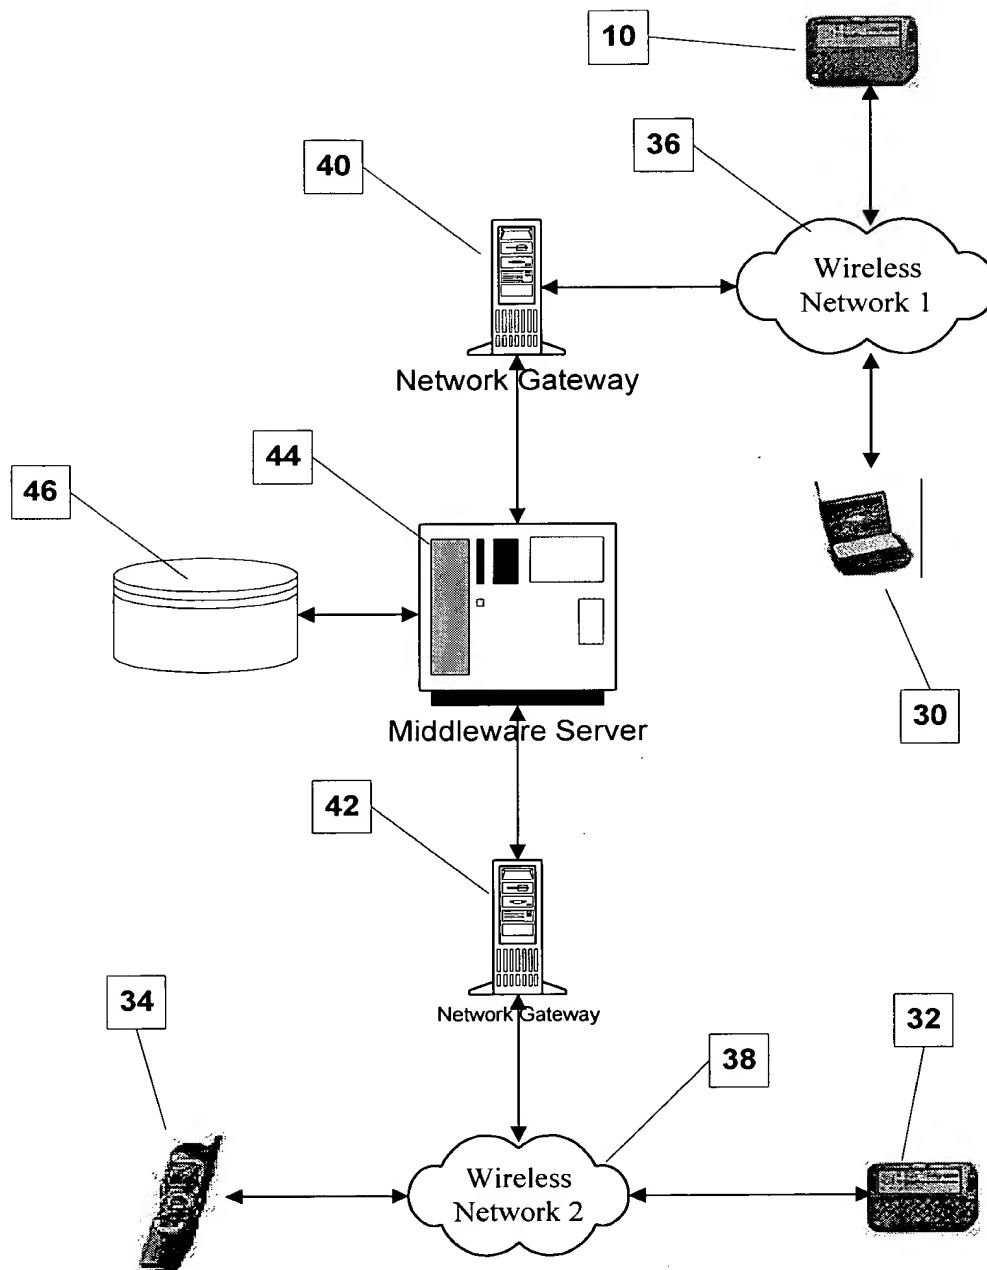 10
36
40
Wireless
Network 1
Network Gateway
44
46
30
Middleware Server
42
34
Network Gateway
32
38
Wireless
Network 2